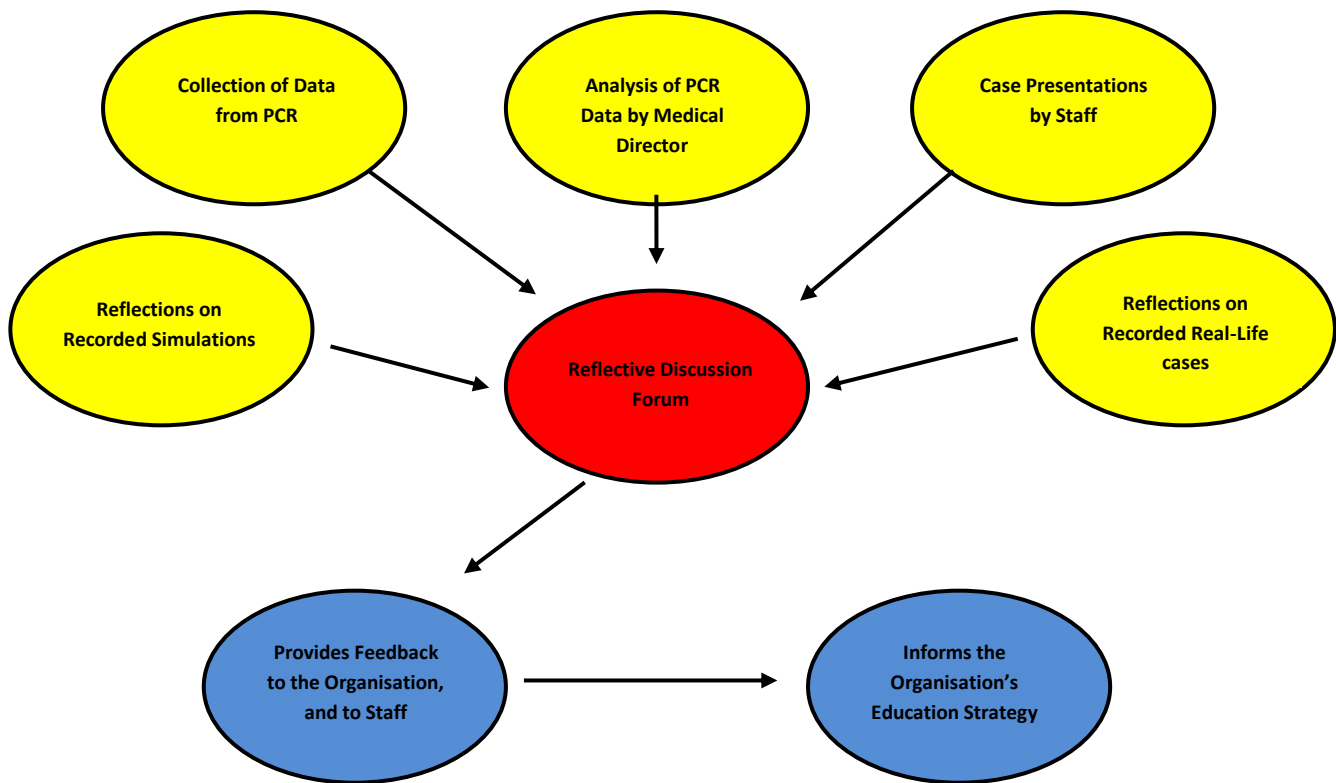 Collection of Data
from PCR
Analysis of PCR
Data by Medical
Director
Case Presentations
by Staff
Reflections on
Recorded Simulations
Reflective Discussion
Forum
Reflections on
Recorded Real-Life
cases
Provides Feedback
to the Organisation,
and to Staff
Informs the
Organisation’s
Education Strategy